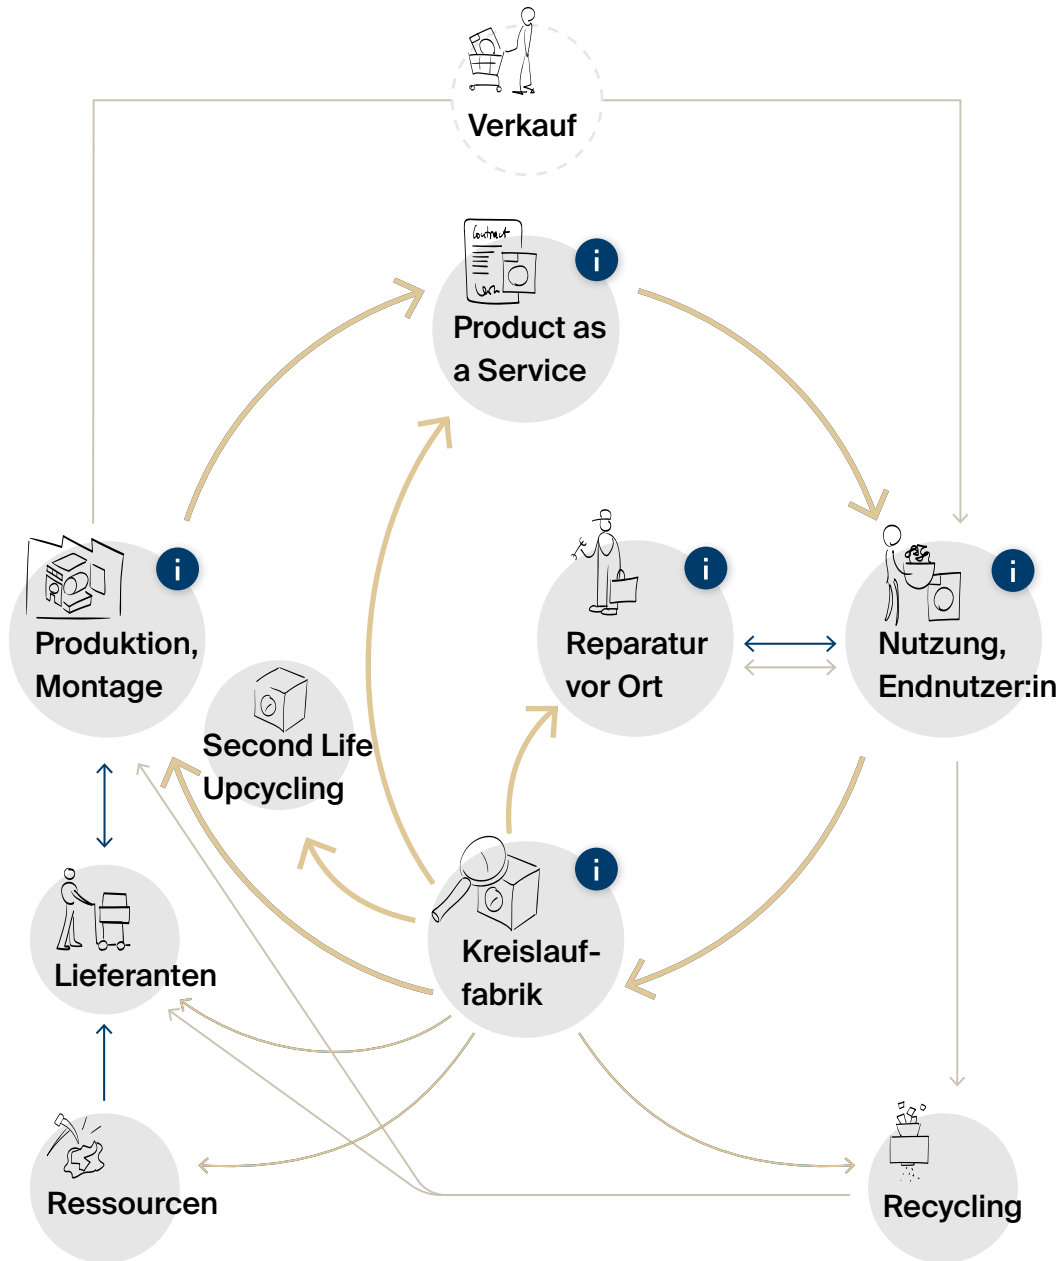 Verkauf
Contract
i
Product as
a Service
i
Produktion,
Montage
i
Reparatur
vor Ort
i
Nutzung,
Endnutzer:in
Second Life
Upcycling
i
Kreislauf-
fabrik
Lieferanten
Ressourcen
Recycling